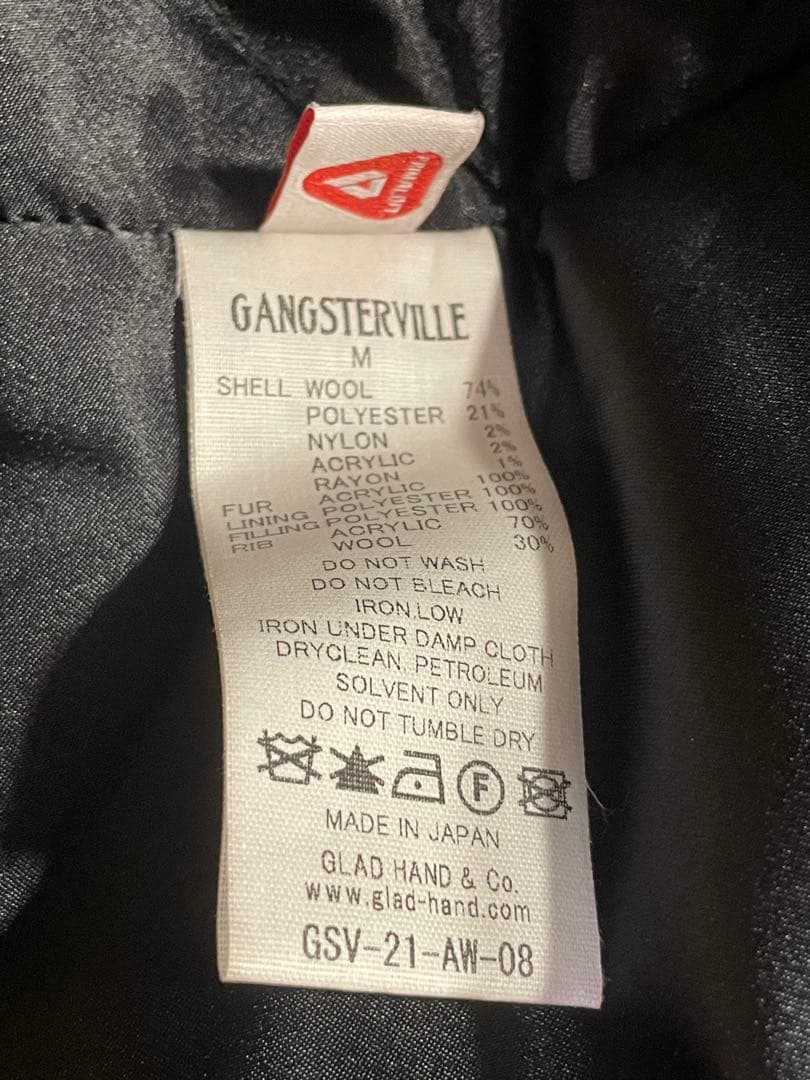 PRIMALOFT
GANGSTERVILLE
M
SHELL WOOL 74%
POLYESTER 21%
NYLON 2%
ACRYLIC 2%
RAYON 1%
FUR ACRYLIC 100%
LINING POLYESTER 100%
FILLING POLYESTER 100%
RIB ACRYLIC 70%
WOOL 30%
DO NOT WASH
DO NOT BLEACH
IRON.LOW
IRON UNDER DAMP CLOTH
DRYCLEAN, PETROLEUM
SOLVENT ONLY
DO NOT TUMBLE DRY
F
MADE IN JAPAN
GLAD HAND & Co.
www.glad-hand.com
GSV-21-AW-08